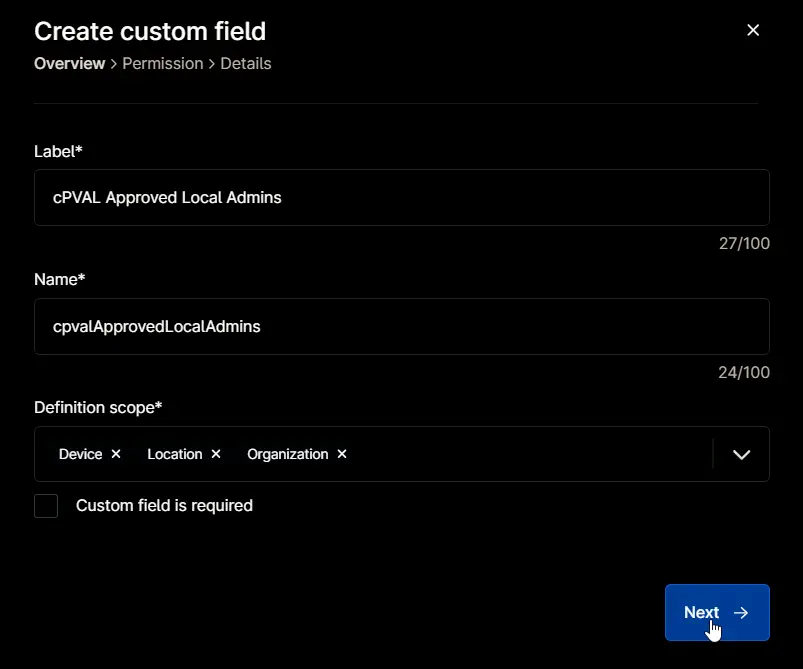 Create custom field
Overview > Permission > Details
Label*
cPVAL Approved Local Admins
27/100
Name*
cpvalApprovedLocalAdmins
24/100
Definition scope*
Device × Location × Organization ×
Custom field is required
Next →